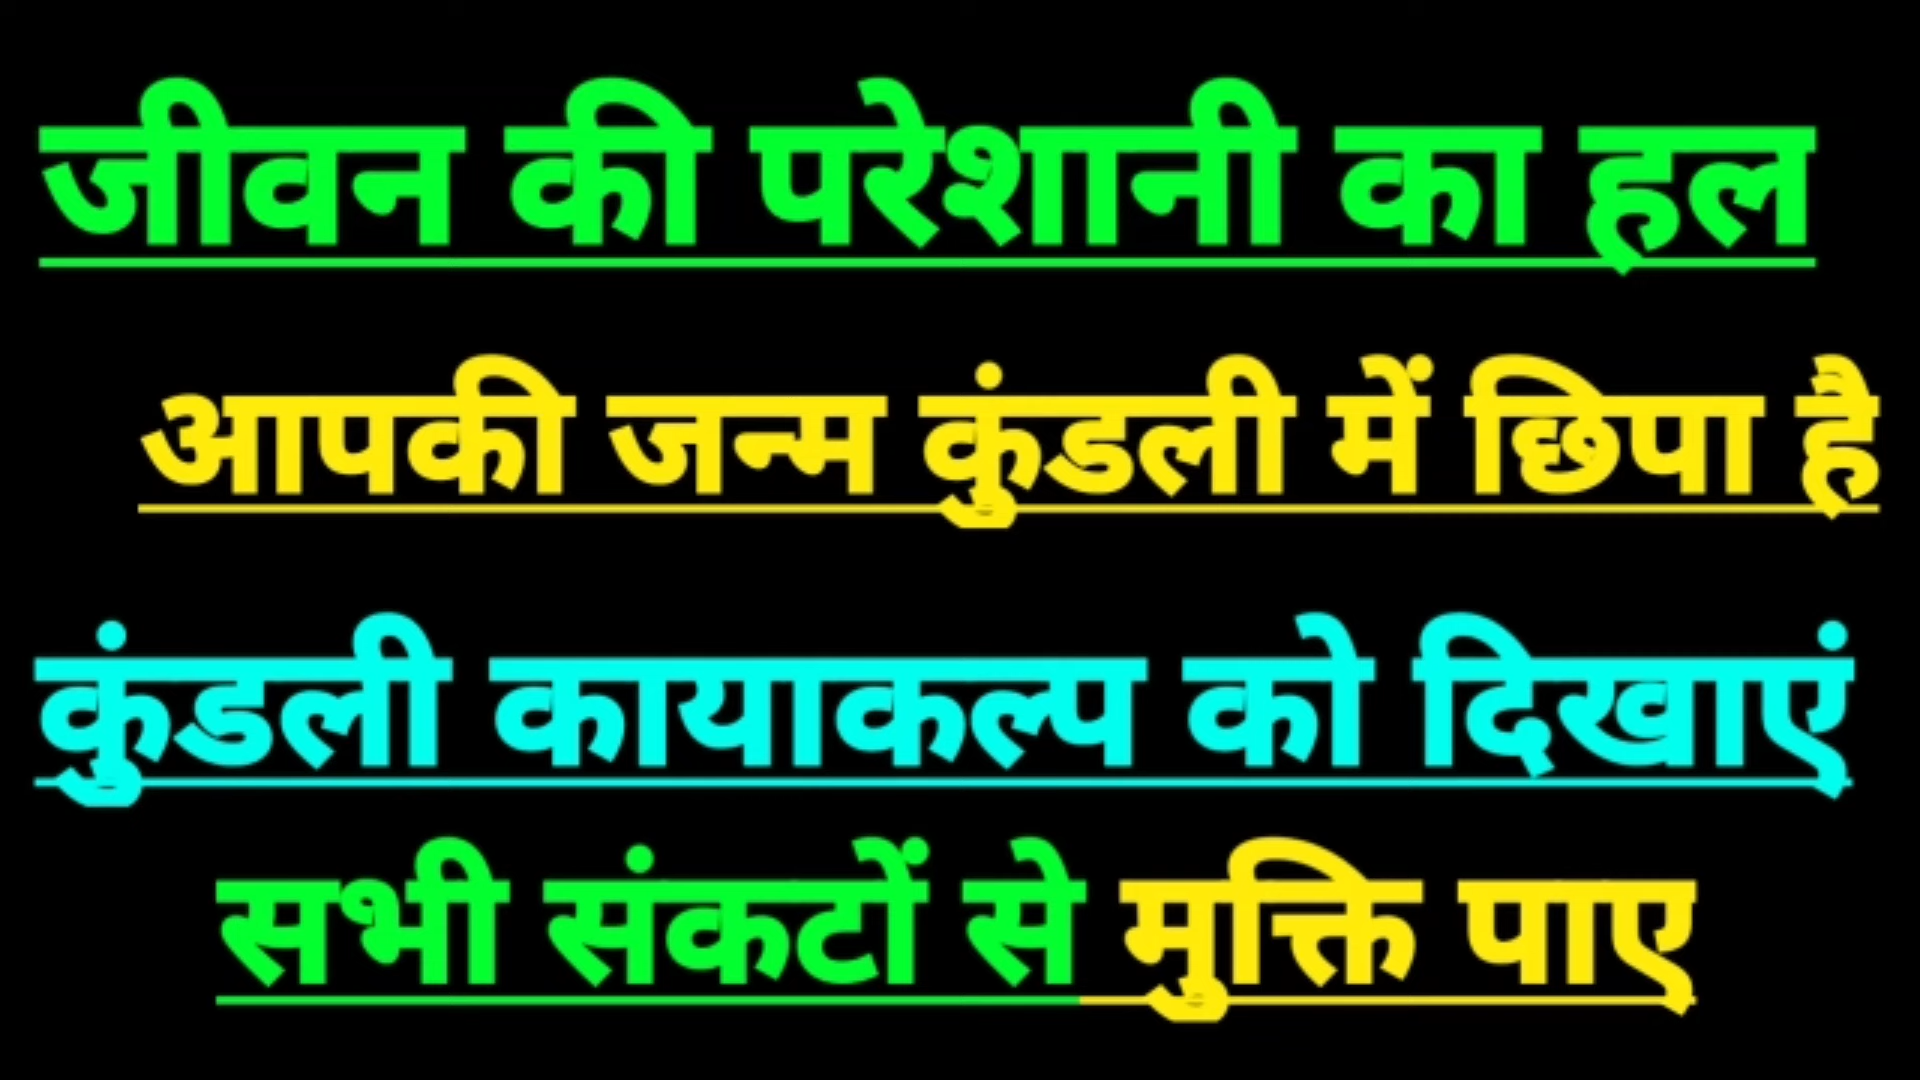 जीवन की परेशानी का हल
आपकी जन्म कुंडली में छिपा है
कुंडली कायाकल्प को दिखाएं
सभी संकटों से मुक्ति पाए